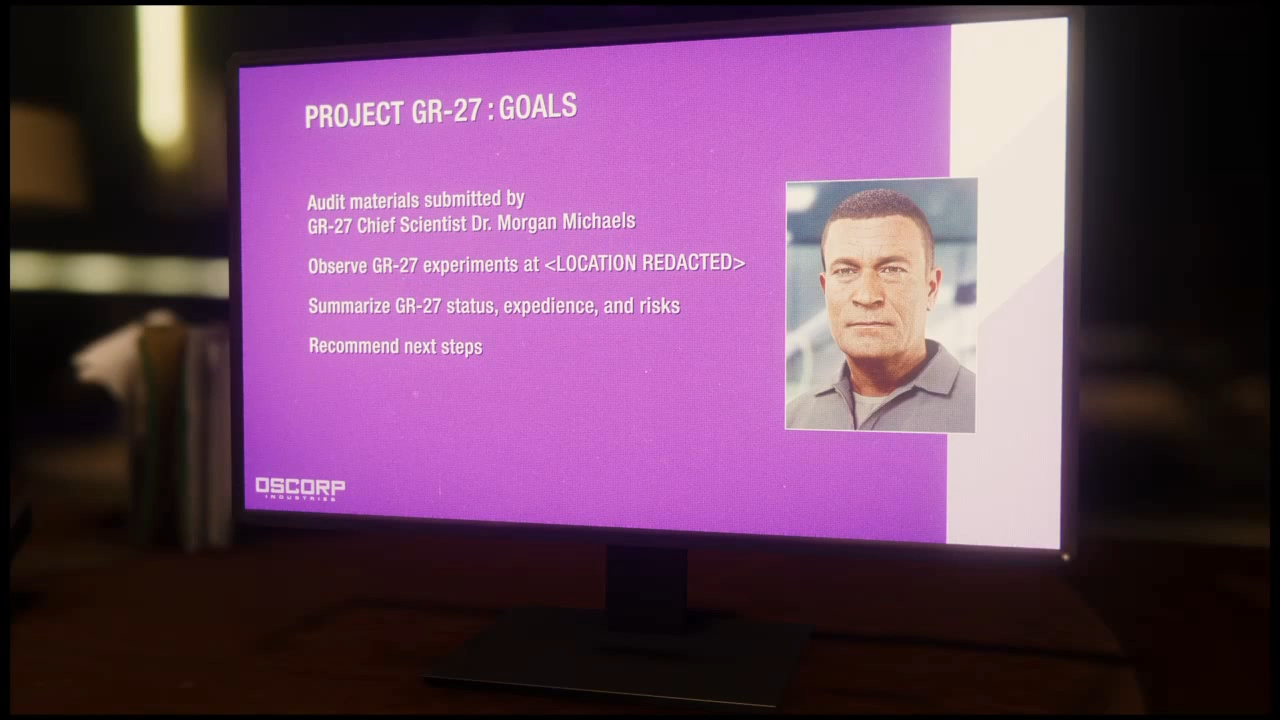 PROJECT GR-27 : GOALS
Audit materials submitted by
GR-27 Chief Scientist Dr. Morgan Michaels
Observe GR-27 experiments at <LOCATION REDACTED>
Summarize GR-27 status, expedience, and risks
Recommend next steps
OSCORP
INDUSTRIES